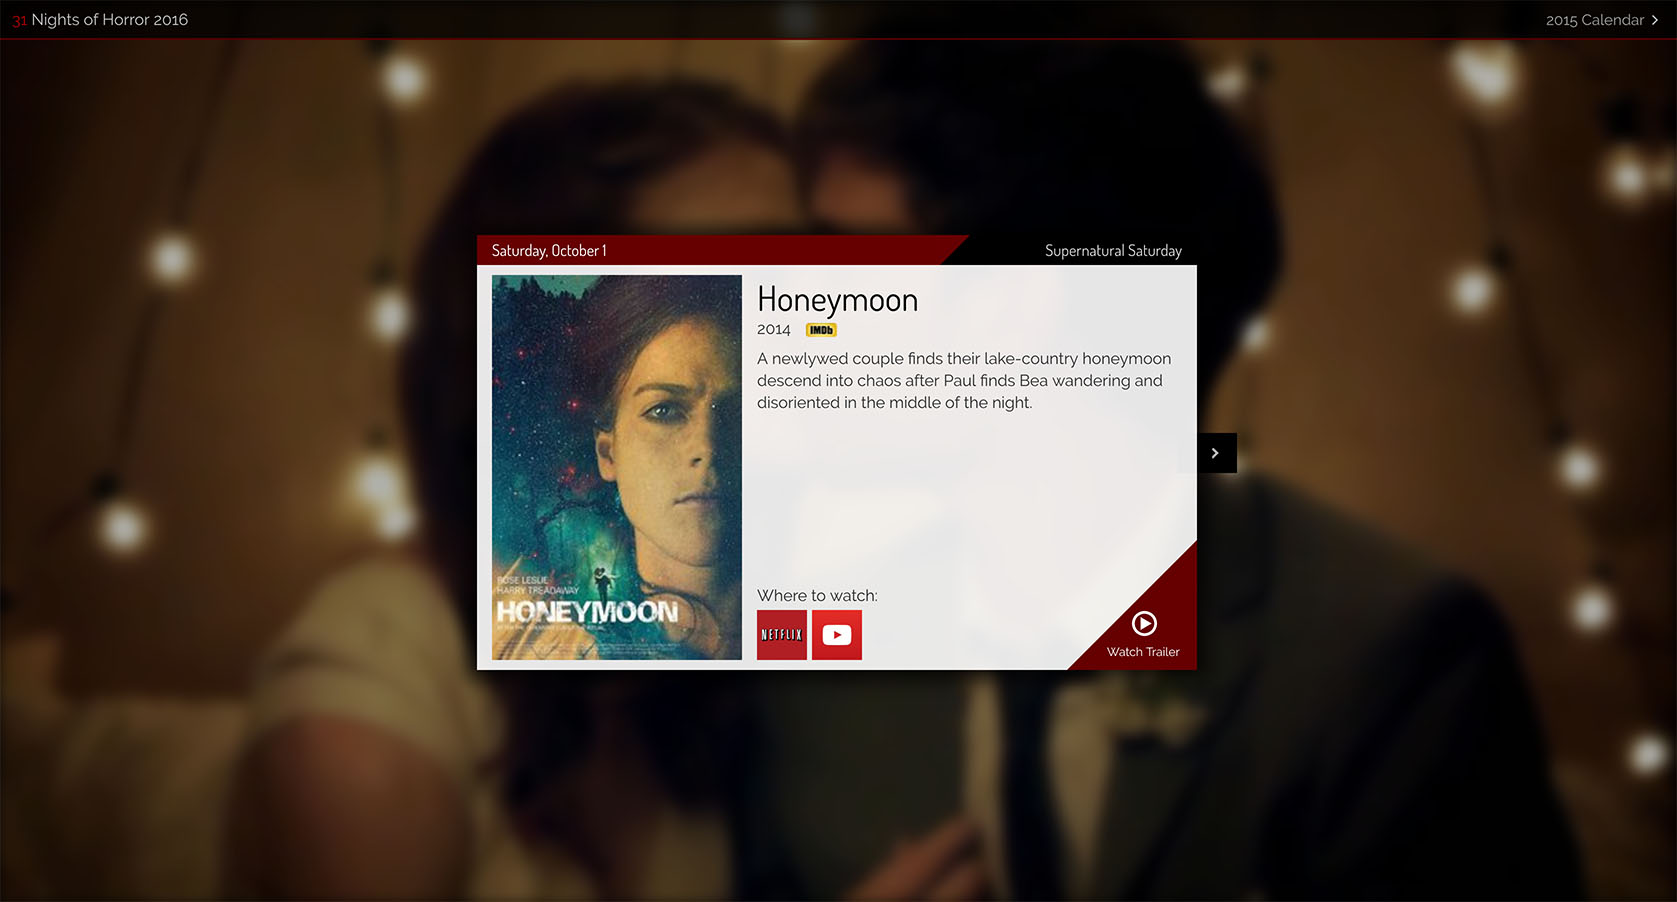 31 Nights of Horror 2016
2015 Calendar
Saturday, October 1
Supernatural Saturday
Honeymoon
2014
IMDb
A newlywed couple finds their lake-country honeymoon
descend into chaos after Paul finds Bea wandering and
disoriented in the middle of the night.
ROSE LESLIE
HARRY TREADAWAY
HONEYMOON
Where to watch:
NETFLIX
Watch Trailer